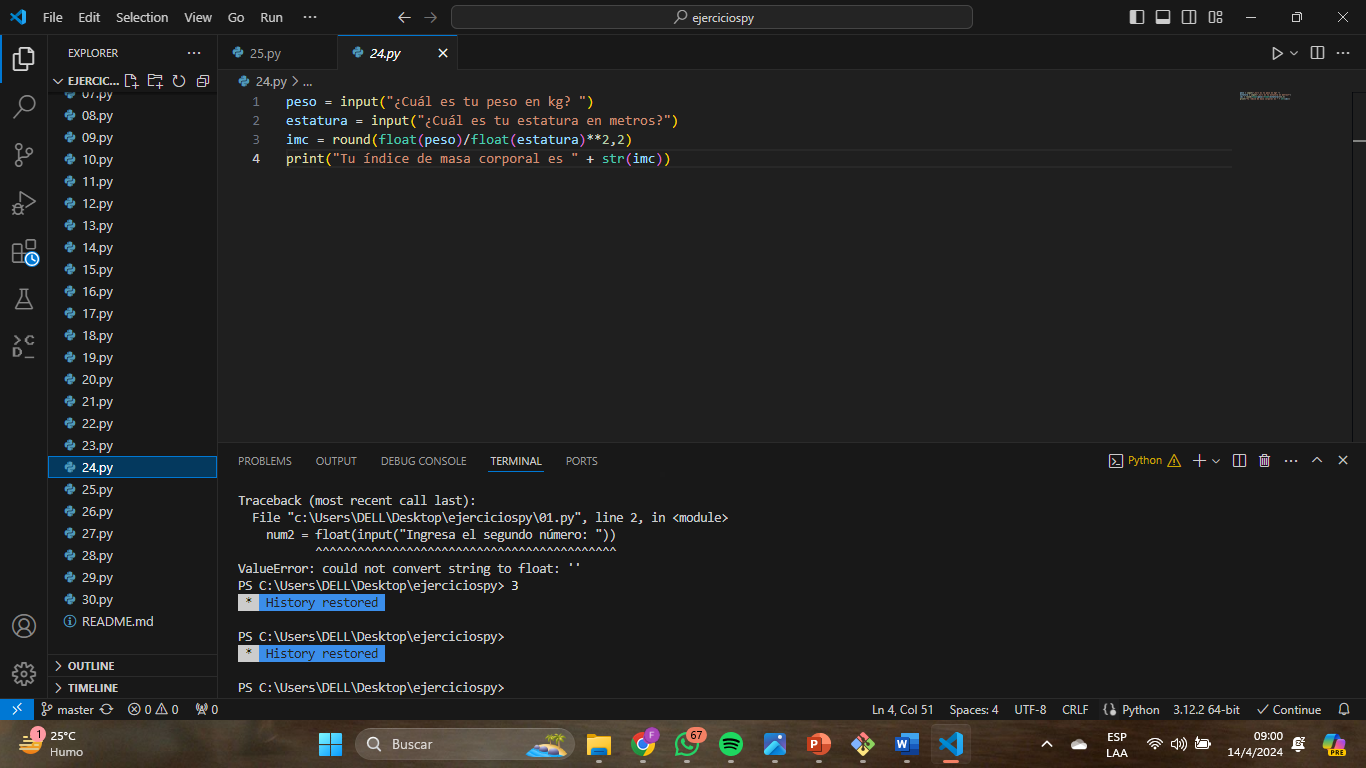 File Edit Selection View Go Run ··· ejerciciospy
EXPLORER ···
EJERCIC...
07.py
08.py
09.py
10.py
11.py
12.py
13.py
14.py
15.py
16.py
17.py
18.py
19.py
20.py
21.py
22.py
23.py
24.py
25.py
26.py
27.py
28.py
29.py
30.py
README.md
OUTLINE
TIMELINE
25.py 24.py
24.py > ...
1 peso = input("¿Cuál es tu peso en kg? ")
2 estatura = input("¿Cuál es tu estatura en metros?")
3 imc = round(float(peso)/float(estatura)**2,2)
4 print("Tu índice de masa corporal es " + str(imc))
PROBLEMS OUTPUT DEBUG CONSOLE TERMINAL PORTS Python
Traceback (most recent call last):
  File "c:\Users\DELL\Desktop\ejerciciospy\01.py", line 2, in <module>
    num2 = float(input("Ingresa el segundo número: "))
           ^^^^^^^^^^^^^^^^^^^^^^^^^^^^^^^^^^^^^^^^^^^
ValueError: could not convert string to float: ''
PS C:\Users\DELL\Desktop\ejerciciospy> 3
* History restored
PS C:\Users\DELL\Desktop\ejerciciospy>
* History restored
PS C:\Users\DELL\Desktop\ejerciciospy>
master 0 0 0 Ln 4, Col 51 Spaces: 4 UTF-8 CRLF Python 3.12.2 64-bit Continue
1 25°C
Humo
Buscar
F
67
ESP
LAA
09:00
14/4/2024
PRE